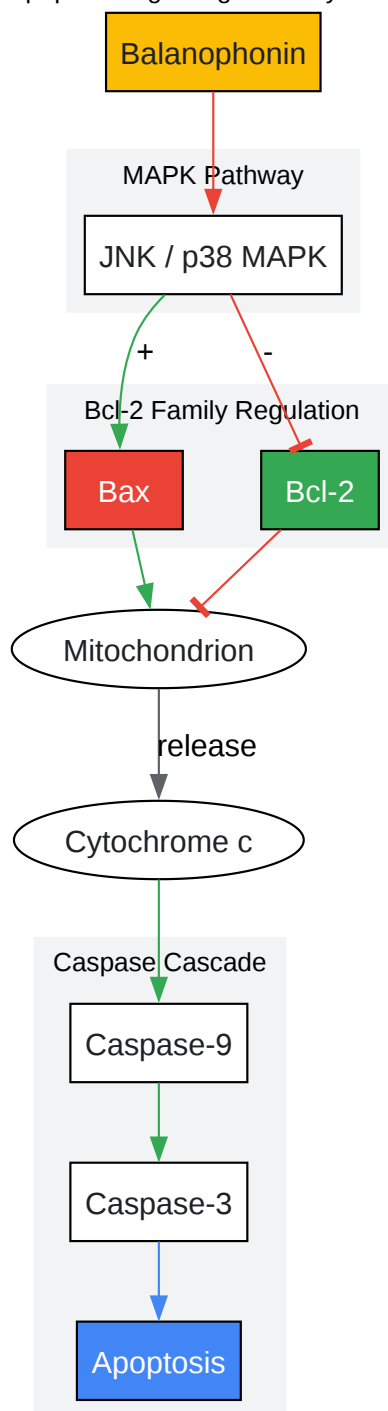 Balanophonin
MAPK Pathway
JNK / p38 MAPK
+
-
Bcl-2 Family Regulation
Bax
Bcl-2
Mitochondrion
release
Cytochrome c
Caspase Cascade
Caspase-9
Caspase-3
Apoptosis